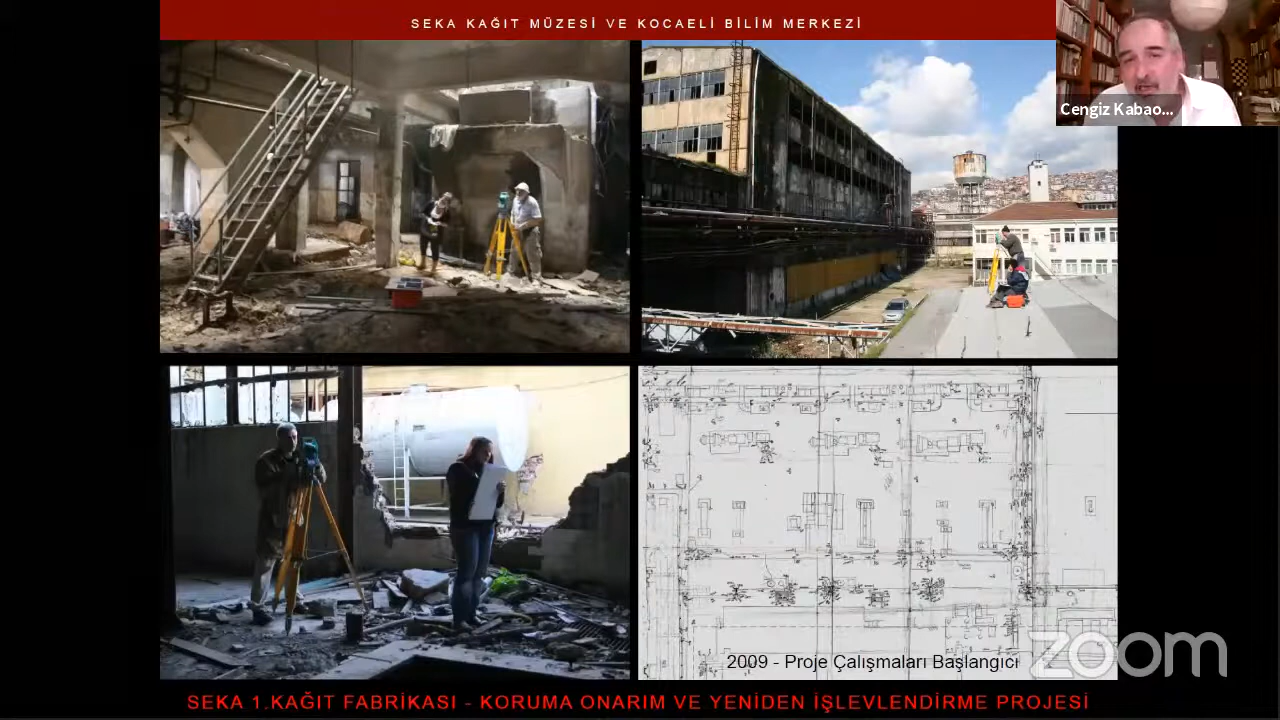 SEKA KAĞIT MÜZESİ VE KOCAELİ BİLİM MERKEZİ
Cengiz Kabao...
2009 - Proje Çalışmaları Başlangıcı
zoom
SEKA 1.KAĞIT FABRİKASI - KORUMA ONARIM VE YENİDEN İŞLEVLENDİRME PROJESİ